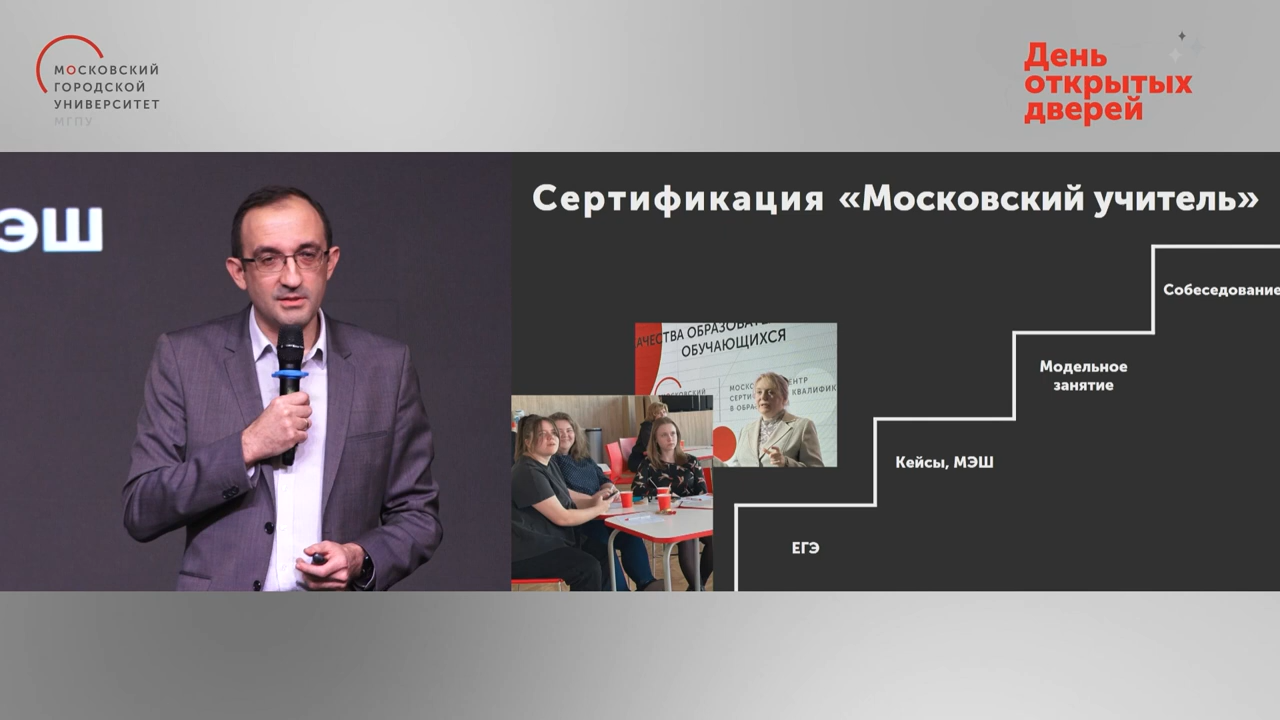 МОСКОВСКИЙ
ГОРОДСКОЙ
УНИВЕРСИТЕТ
МГПУ
День
открытых
дверей
ЭШ
Сертификация «Московский учитель»
Собеседование
Модельное
занятие
Кейсы, МЭШ
ЕГЭ
ОБУЧАЮЩИХСЯ